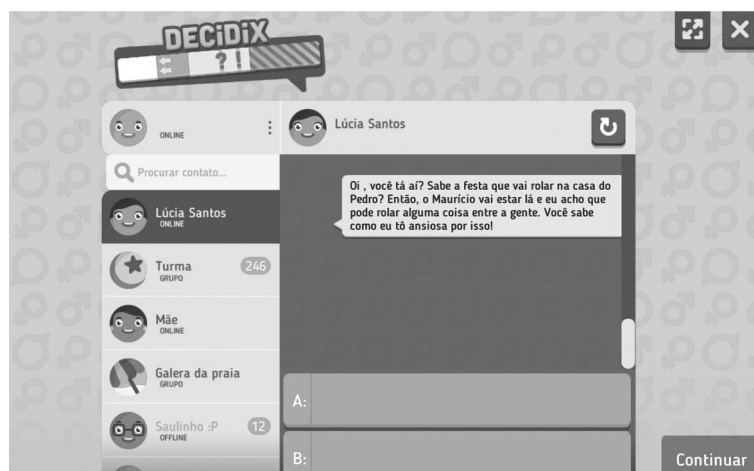 DECiDiX
?!
ONLINE
Lúcia Santos
Procurar contato...
Oi , você tá aí? Sabe a festa que vai rolar na casa do
Pedro? Então, o Maurício vai estar lá e eu acho que
pode rolar alguma coisa entre a gente. Você sabe
como eu tô ansiosa por isso!
Lúcia Santos
ONLINE
Turma
246
GRUPO
Mãe
ONLINE
Galera da praia
GRUPO
Saulinho :P
12
OFFLINE
A:
B:
Continuar